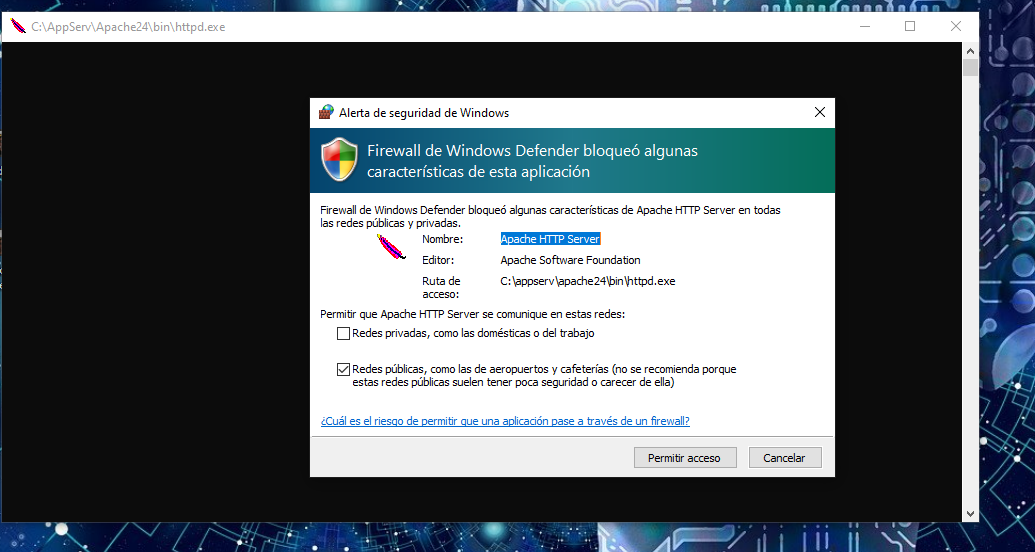 C:\AppServ\Apache24\bin\httpd.exe
Alerta de seguridad de Windows
Firewall de Windows Defender bloqueó algunas
características de esta aplicación
Firewall de Windows Defender bloqueó algunas características de Apache HTTP Server en todas
las redes públicas y privadas.
Nombre: Apache HTTP Server
Editor: Apache Software Foundation
Ruta de C:\appserv\apache24\bin\httpd.exe
acceso:
Permitir que Apache HTTP Server se comunique en estas redes:
Redes privadas, como las domésticas o del trabajo
Redes públicas, como las de aeropuertos y cafeterías (no se recomienda porque
estas redes públicas suelen tener poca seguridad o carecer de ella)
¿Cuál es el riesgo de permitir que una aplicación pase a través de un firewall?
Permitir acceso Cancelar